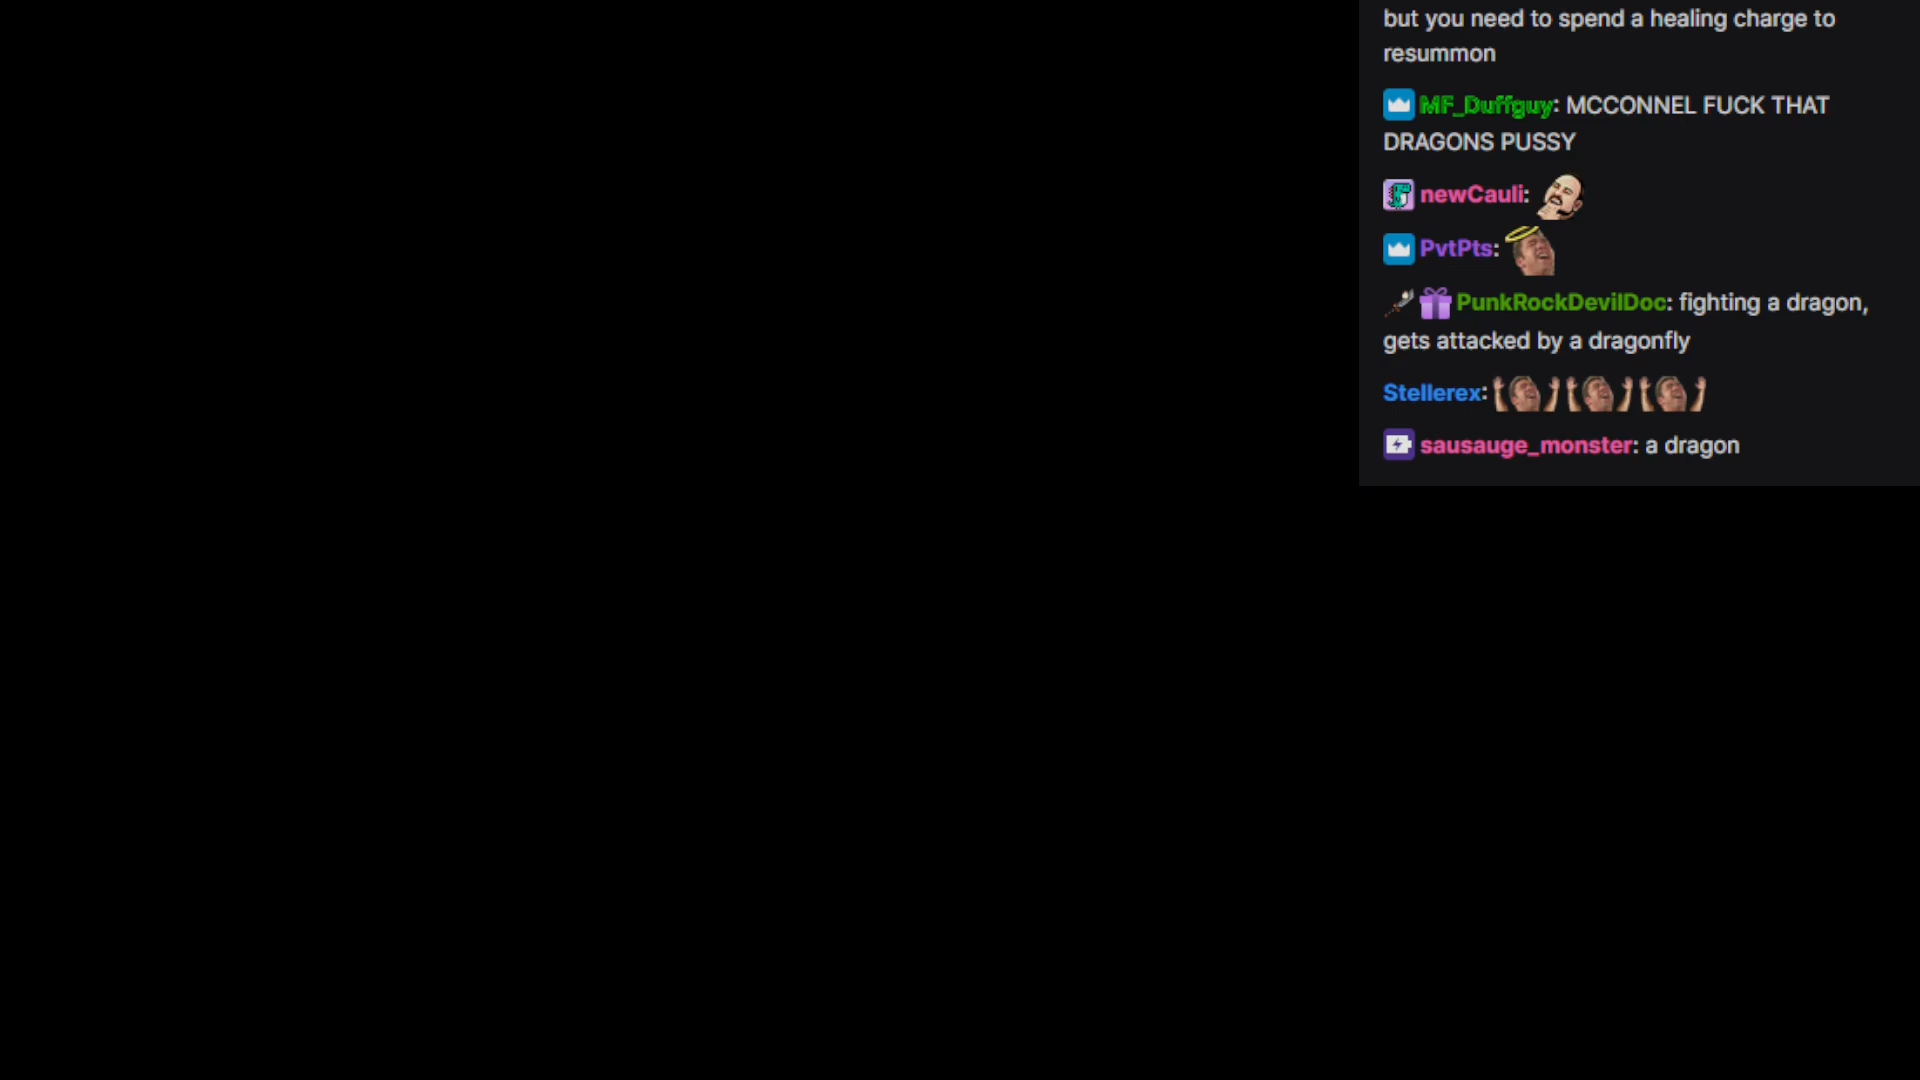 but you need to spend a healing charge to
resummon
MF_Duffguy: MCCONNEL FUCK THAT
DRAGONS PUSSY
newCauli:
PvtPts:
PunkRockDevilDoc: fighting a dragon,
gets attacked by a dragonfly
Stellerex:
sausauge_monster: a dragon